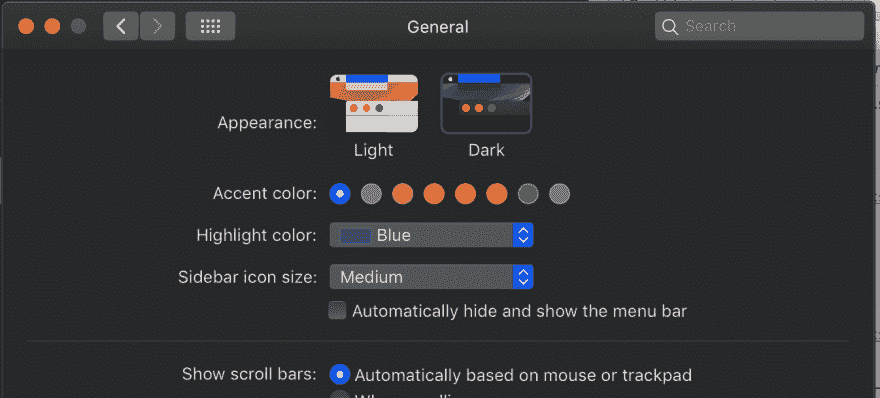 General
Search
Appearance:
Light
Dark
Accent color:
Highlight color:
Blue
Sidebar icon size:
Medium
Automatically hide and show the menu bar
Show scroll bars:
Automatically based on mouse or trackpad